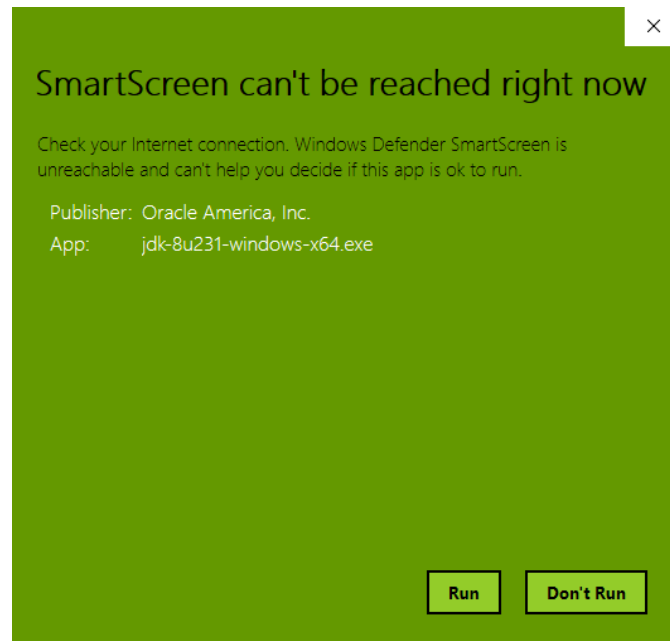 SmartScreen can't be reached right now
Check your Internet connection. Windows Defender SmartScreen is
unreachable and can't help you decide if this app is ok to run.
Publisher: Oracle America, Inc.
App: jdk-8u231-windows-x64.exe
Run Don't Run